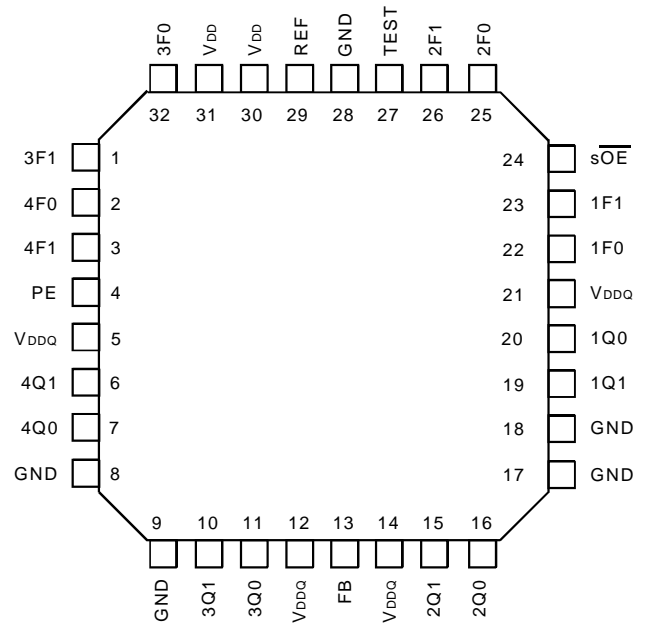 3F0 VDD VDD REF GND TEST 2F1 2F0
32 31 30 29 28 27 26 25
3F1 1 24 sO̅E̅
4F0 2 23 1F1
4F1 3 22 1F0
PE 4 21 VDDQ
VDDQ 5 20 1Q0
4Q1 6 19 1Q1
4Q0 7 18 GND
GND 8 17 GND
9 10 11 12 13 14 15 16
GND 3Q1 3Q0 VDDQ FB VDDQ 2Q1 2Q0